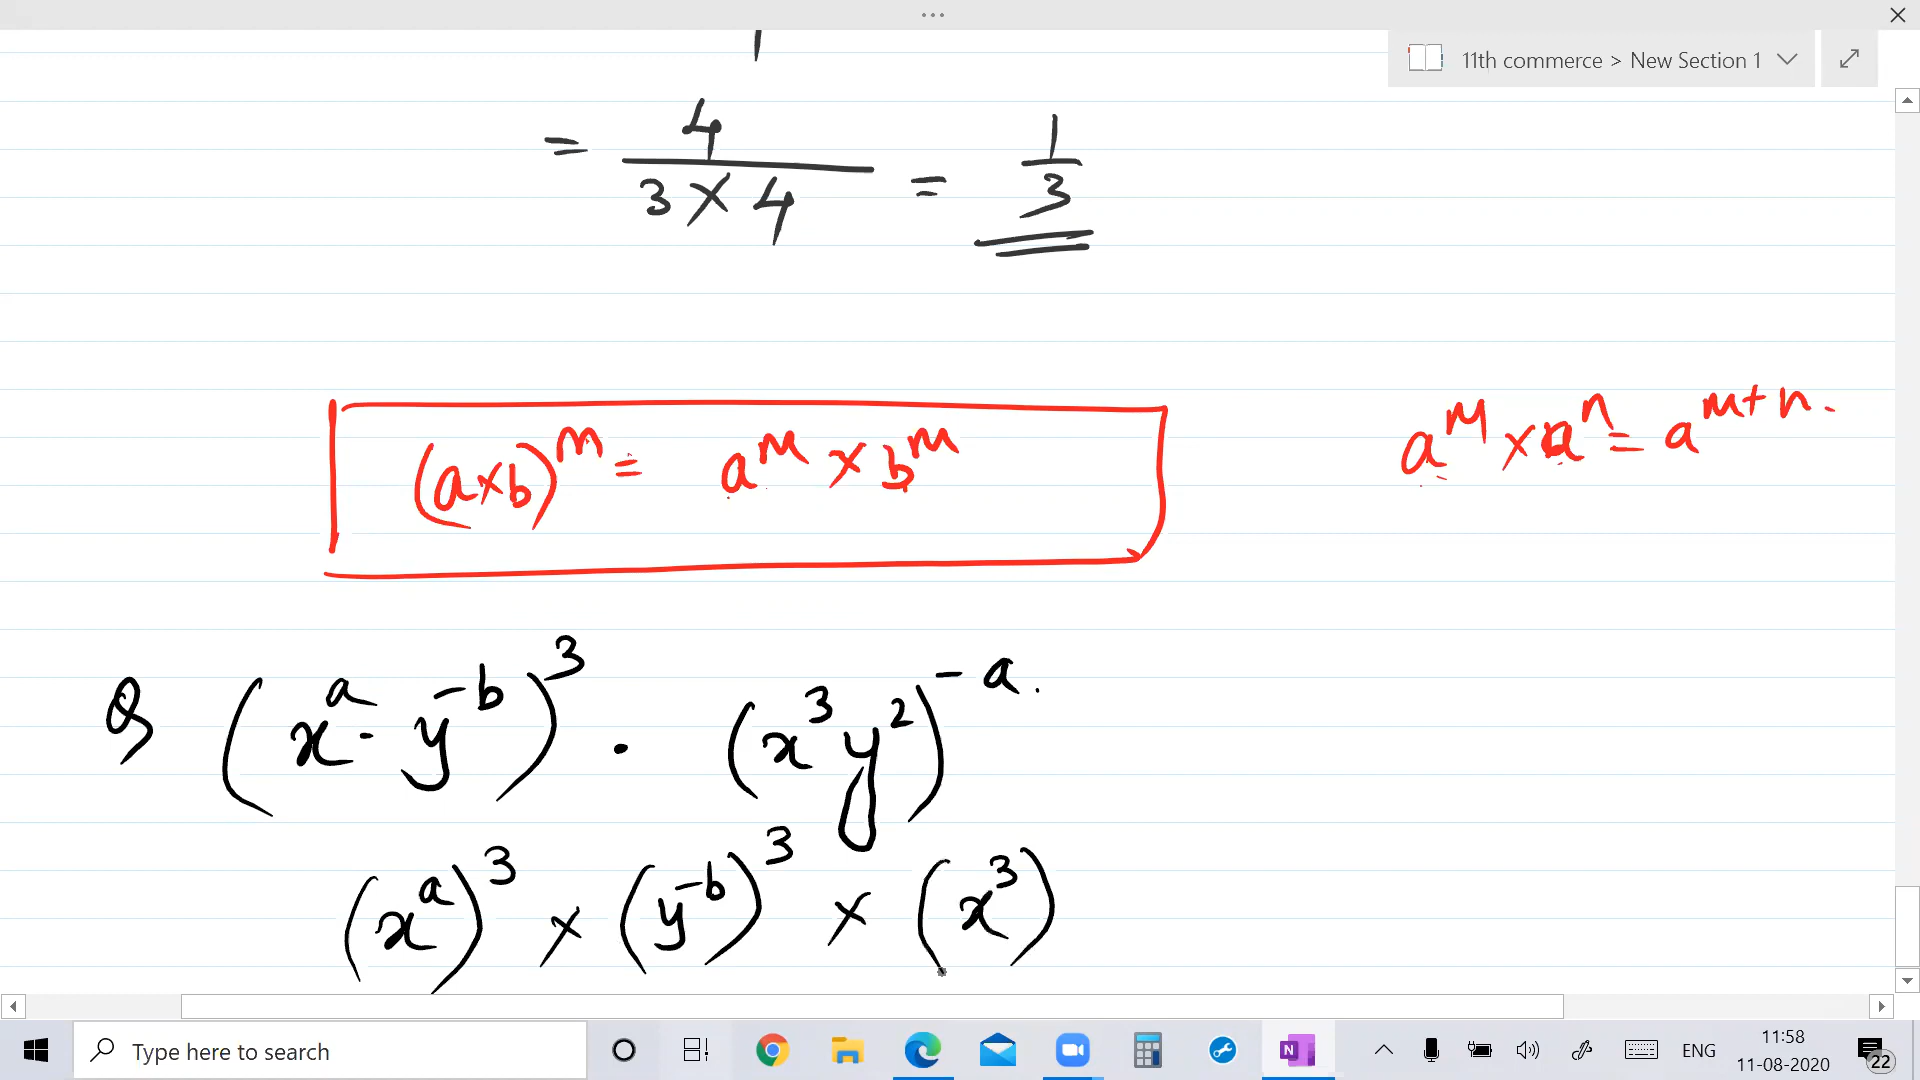 ...
11th commerce > New Section 1
1
= 4 / 3 × 4 = 1 / 3
(a×b)^m = a^m × b^m
a^m × a^n = a^m+n.
Q (x^a · y^-b)^3 · (x^3 y^2)^-a.
(x^a)^3 × (y^-b)^3 × (x^3)
Type here to search
N
ENG
11:58
11-08-2020
22